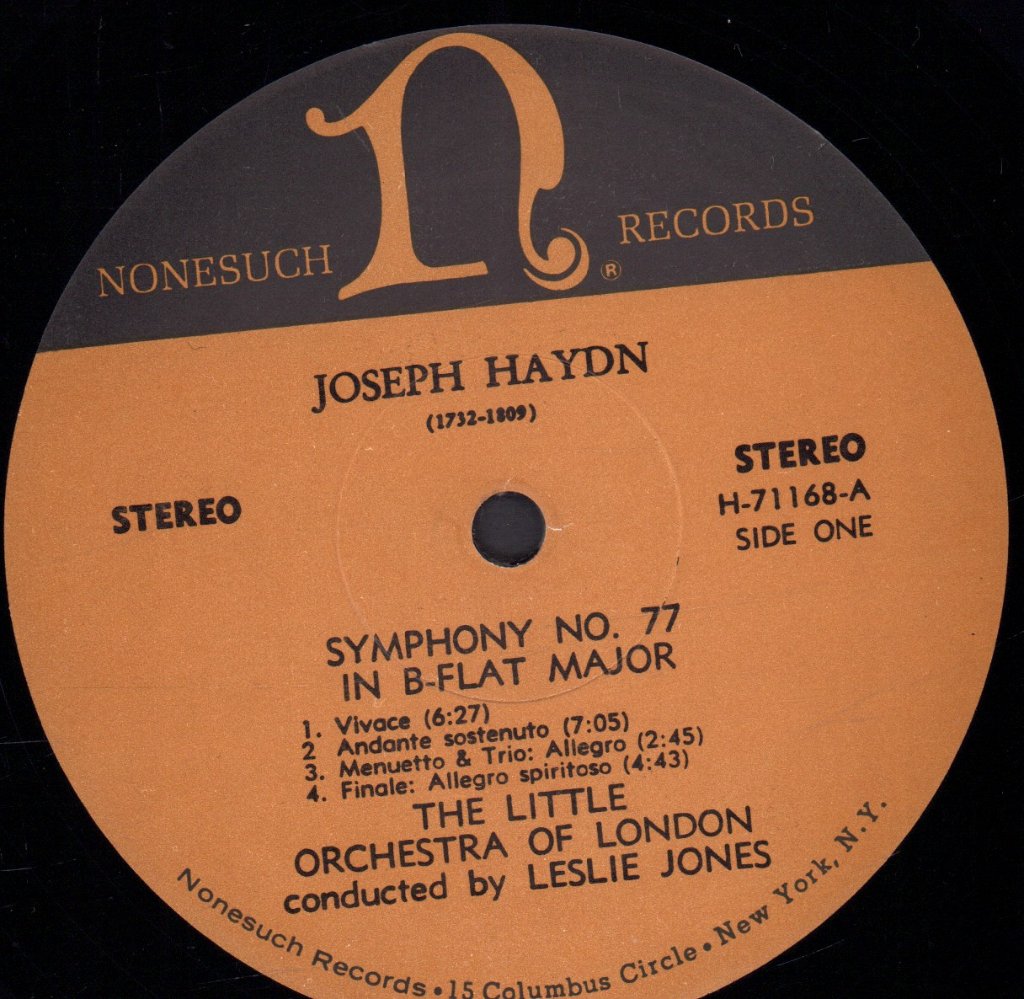 n
NONESUCH RECORDS ®
JOSEPH HAYDN
(1732-1809)
STEREO
STEREO
H-71168-A
SIDE ONE
SYMPHONY NO. 77
IN B-FLAT MAJOR
1. Vivace (6:27)
2 Andante sostenuto (7:05)
3. Menuetto & Trio: Allegro (2:45)
4. Finale: Allegro spiritoso (4:43)
THE LITTLE
ORCHESTRA OF LONDON
conducted by LESLIE JONES
Nonesuch Records • 15 Columbus Circle • New York, N.Y.